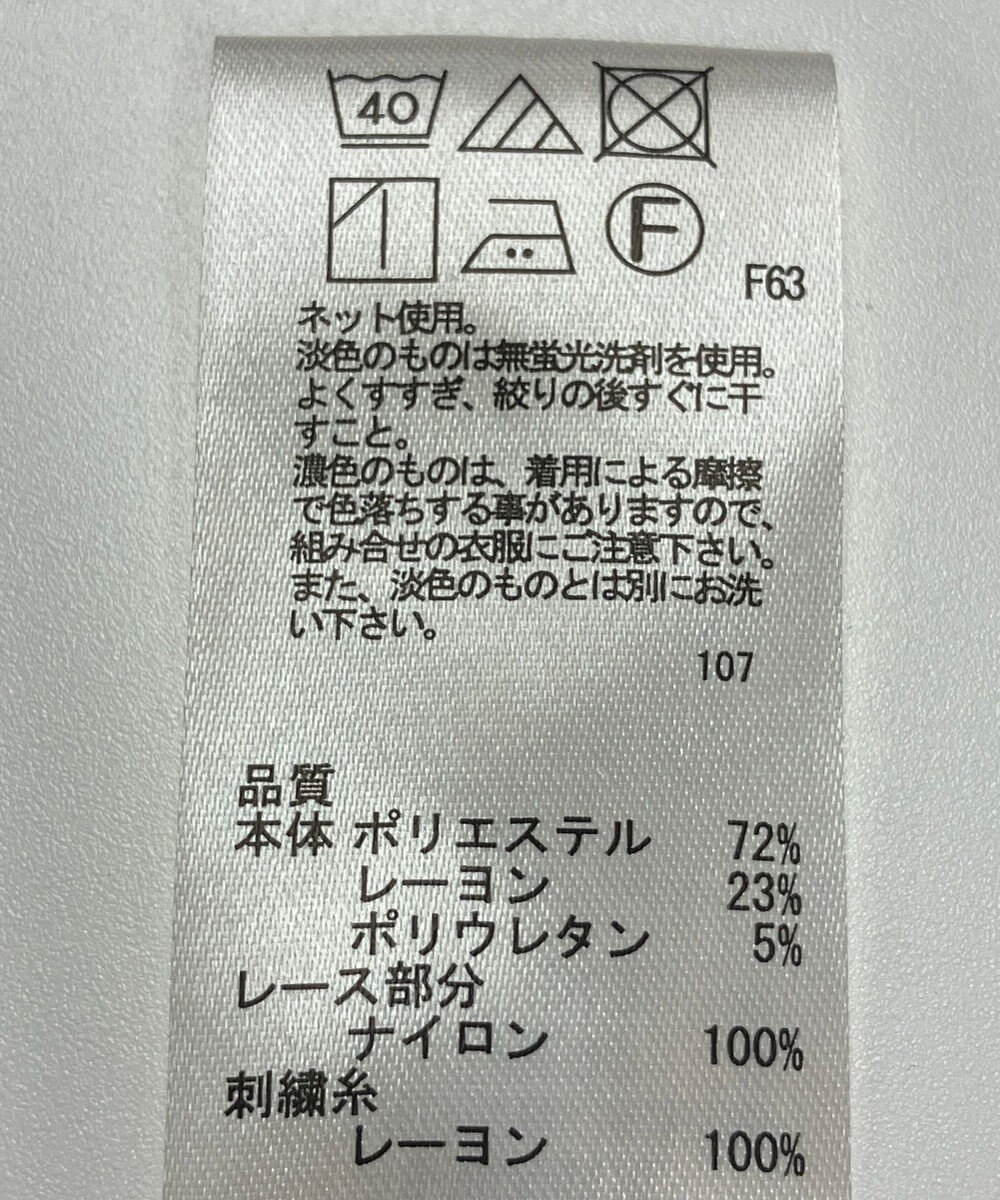 40
F
F63
ネット使用。
淡色のものは無蛍光洗剤を使用。
よくすすぎ、絞りの後すぐに干
すこと。
濃色のものは、着用による摩擦
で色落ちする事がありますので、
組み合せの衣服にご注意下さい。
また、淡色のものとは別にお洗
い下さい。
107
品質
本体 ポリエステル 72%
レーヨン 23%
ポリウレタン 5%
レース部分
ナイロン 100%
刺繍糸
レーヨン 100%